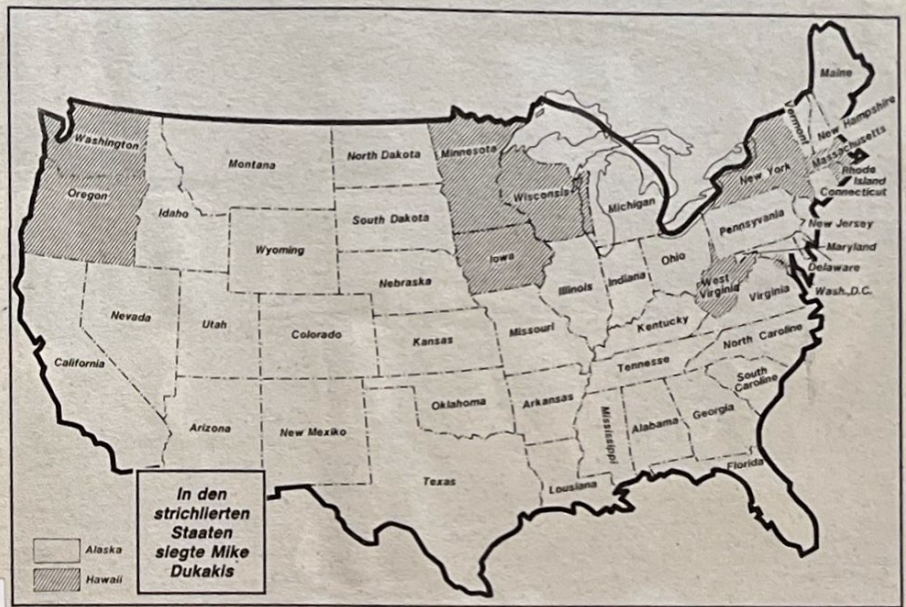 Maine
Washington
Montana
North Dakota
Minnesota
Vermont
New Hampshire
Massachusetts
Oregon
Idaho
South Dakota
Wisconsin
Michigan
New York
Rhode
Island
Connecticut
Wyoming
Iowa
Pennsylvania
New Jersey
Maryland
Nebraska
Illinois
Indiana
Ohio
West
Virginia
Virginia
Delaware
Wash.,D.C.
Nevada
Utah
Colorado
Kansas
Missouri
Kentucky
North Caroline
California
Tennesse
South
Caroline
Arizona
New Mexiko
Oklahoma
Arkansas
Mississippi
Alabama
Georgia
Texas
Lousiana
Florida
In den
strichlierten
Staaten
siegte Mike
Dukakis
Alaska
Hawaii